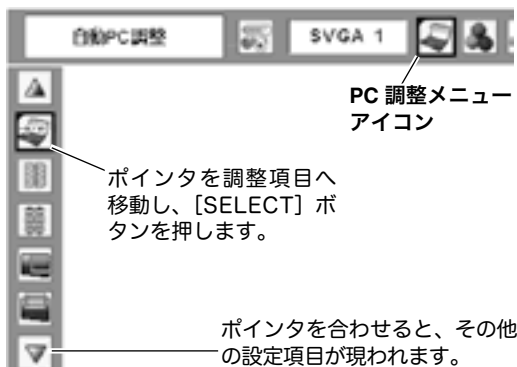 自動PC調整 SVGA 1
PC 調整メニュー
アイコン
ポインタを調整項目へ
移動し、［SELECT］ボ
タンを押します。
ポインタを合わせると、その他
の設定項目が現われます。